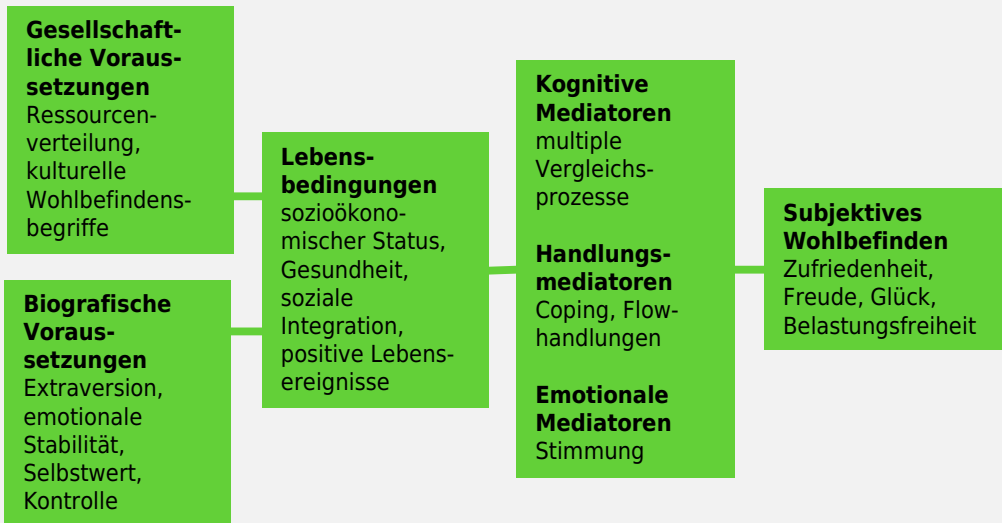 Gesellschaft-
liche Voraus-
setzungen
Ressourcen-
verteilung,
kulturelle
Wohlbefindens-
begriffe
Biografische
Voraus-
setzungen
Extraversion,
emotionale
Stabilität,
Selbstwert,
Kontrolle
Lebens-
bedingungen
sozioökono-
mischer Status,
Gesundheit,
soziale
Integration,
positive Lebens-
ereignisse
Kognitive
Mediatoren
multiple
Vergleichs-
prozesse
Handlungs-
mediatoren
Coping, Flow-
handlungen
Emotionale
Mediatoren
Stimmung
Subjektives
Wohlbefinden
Zufriedenheit,
Freude, Glück,
Belastungsfreiheit